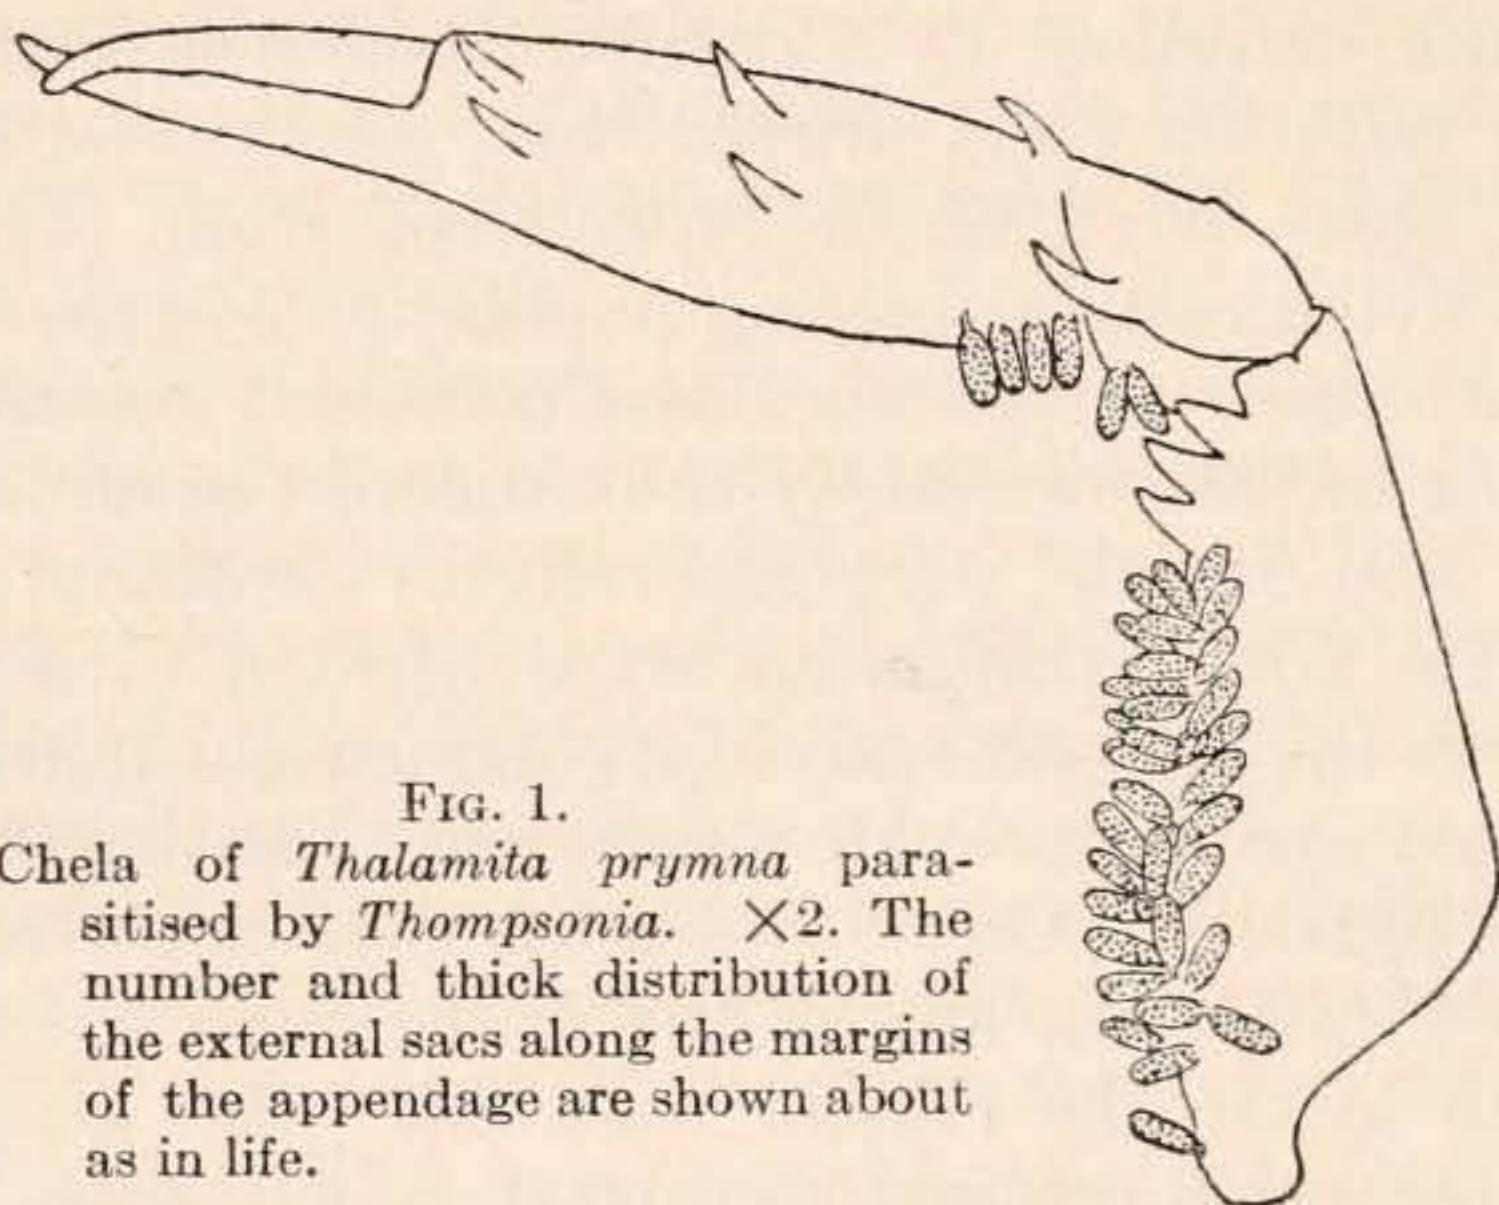 FIG. 1.
Chela of Thalamita prymna para-
sitised by Thompsonia. ×2. The
number and thick distribution of
the external sacs along the margins
of the appendage are shown about
as in life.